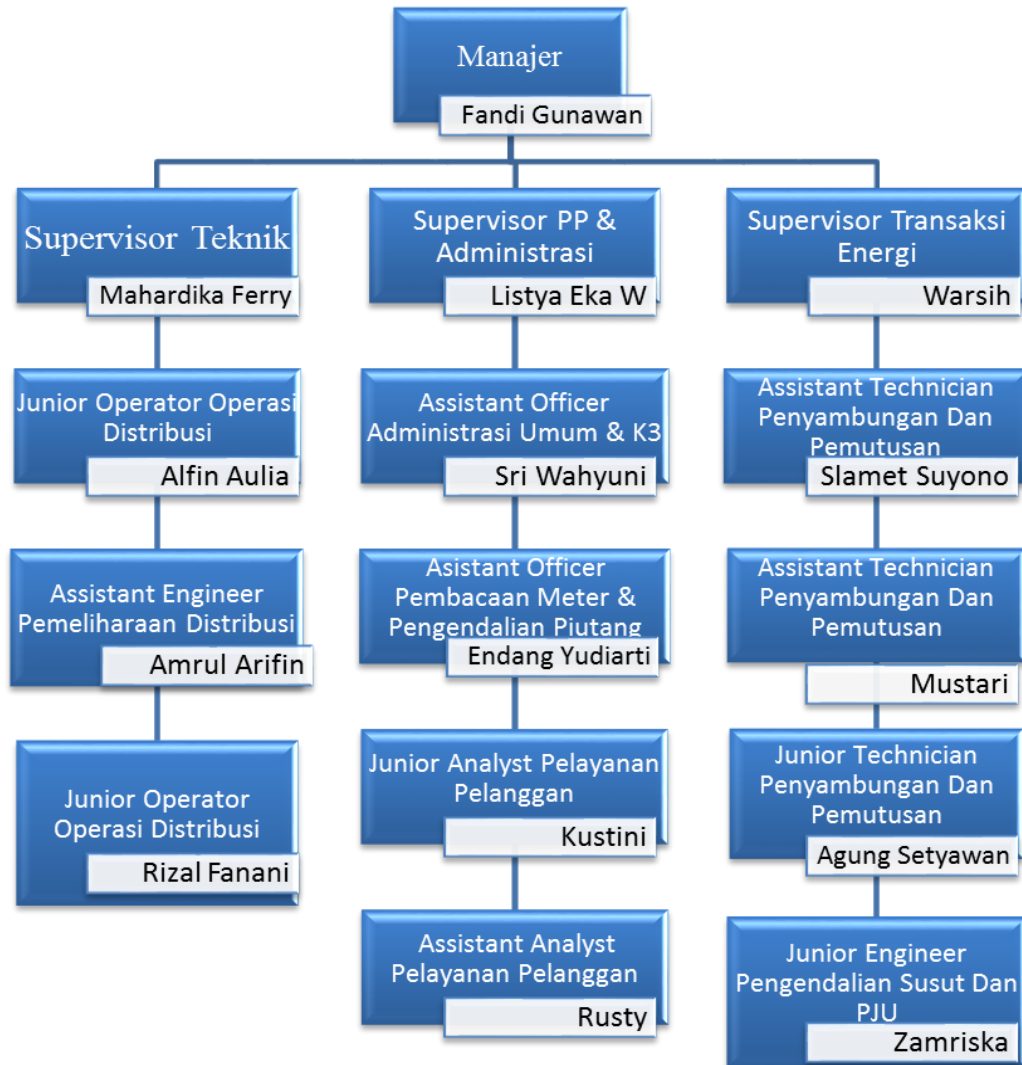 Manajer
Fandi Gunawan
Supervisor Teknik
Mahardika Ferry
Junior Operator Operasi
Distribusi
Alfin Aulia
Assistant Engineer
Pemeliharaan Distribusi
Amrul Arifin
Junior Operator
Operasi Distribusi
Rizal Fanani
Supervisor PP &
Administrasi
Listya Eka W
Assistant Officer
Administrasi Umum & K3
Sri Wahyuni
Asistant Officer
Pembacaan Meter &
Pengendalian Piutang
Endang Yudiarti
Junior Analyst Pelayanan
Pelanggan
Kustini
Assistant Analyst
Pelayanan Pelanggan
Rusty
Supervisor Transaksi
Energi
Warsih
Assistant Technician
Penyambungan Dan
Pemutusan
Slamet Suyono
Assistant Technician
Penyambungan Dan
Pemutusan
Mustari
Junior Technician
Penyambungan Dan
Pemutusan
Agung Setyawan
Junior Engineer
Pengendalian Susut Dan
PJU
Zamriska